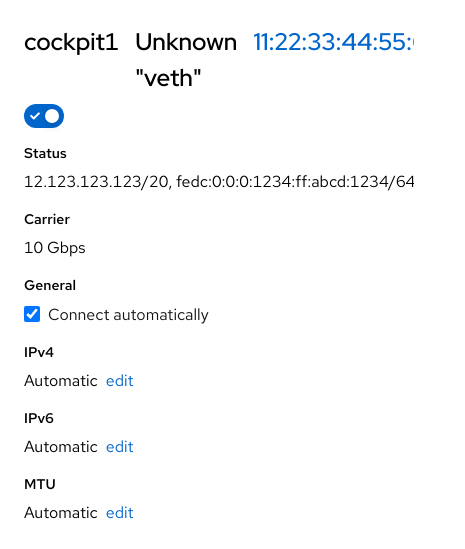 cockpit1 Unknown 11:22:33:44:55:
"veth"
Status
12.123.123.123/20, fedc:0:0:0:1234:ff:abcd:1234/64
Carrier
10 Gbps
General
Connect automatically
IPv4
Automatic edit
IPv6
Automatic edit
MTU
Automatic edit